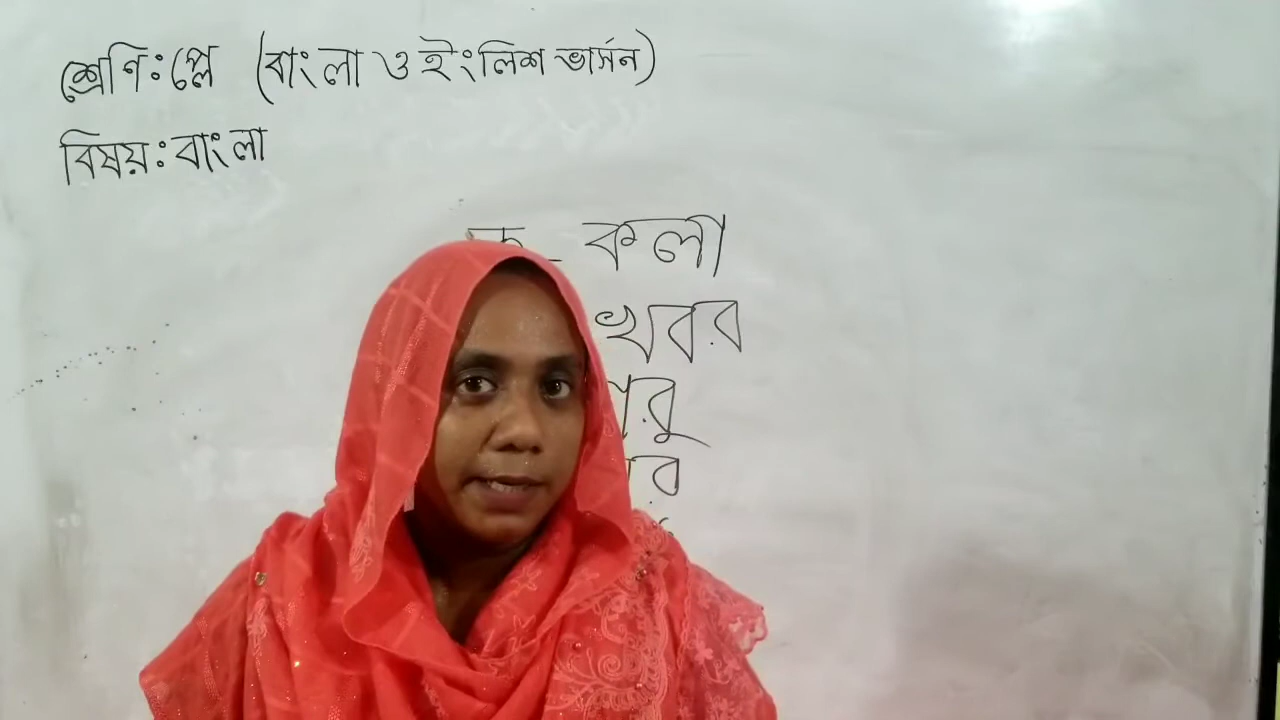 শ্রেণি: প্লে (বাংলা ও ইংলিশ ভার্সন)
বিষয়: বাংলা
ক - কলা
খবর